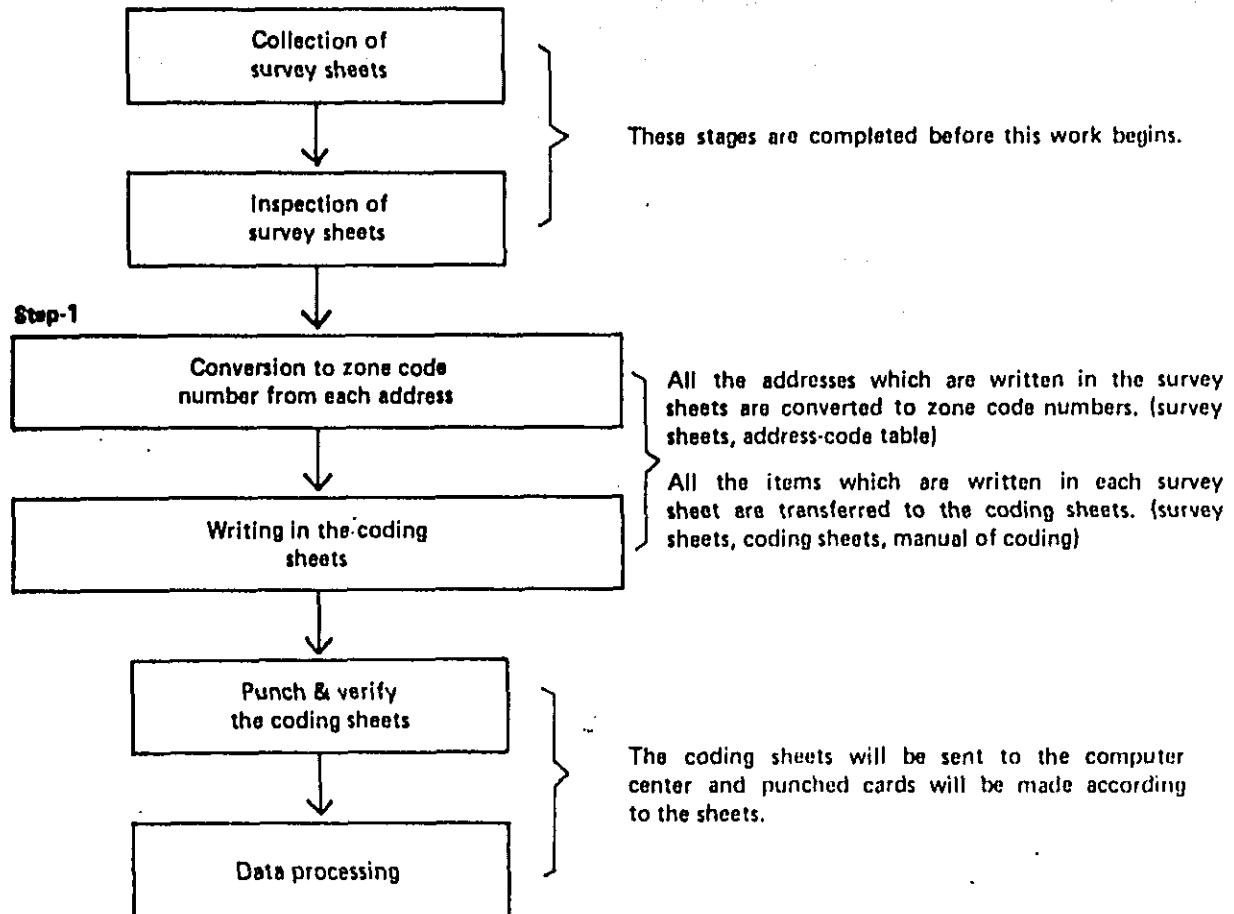 Collection of
survey sheets
These stages are completed before this work begins.
Inspection of
survey sheets
Step-1
Conversion to zone code
number from each address
All the addresses which are written in the survey
sheets are converted to zone code numbers. (survey
sheets, address-code table)
All the items which are written in each survey
sheet are transferred to the coding sheets. (survey
sheets, coding sheets, manual of coding)
Writing in the coding
sheets
Punch & verify
the coding sheets
The coding sheets will be sent to the computer
center and punched cards will be made according
to the sheets.
Data processing